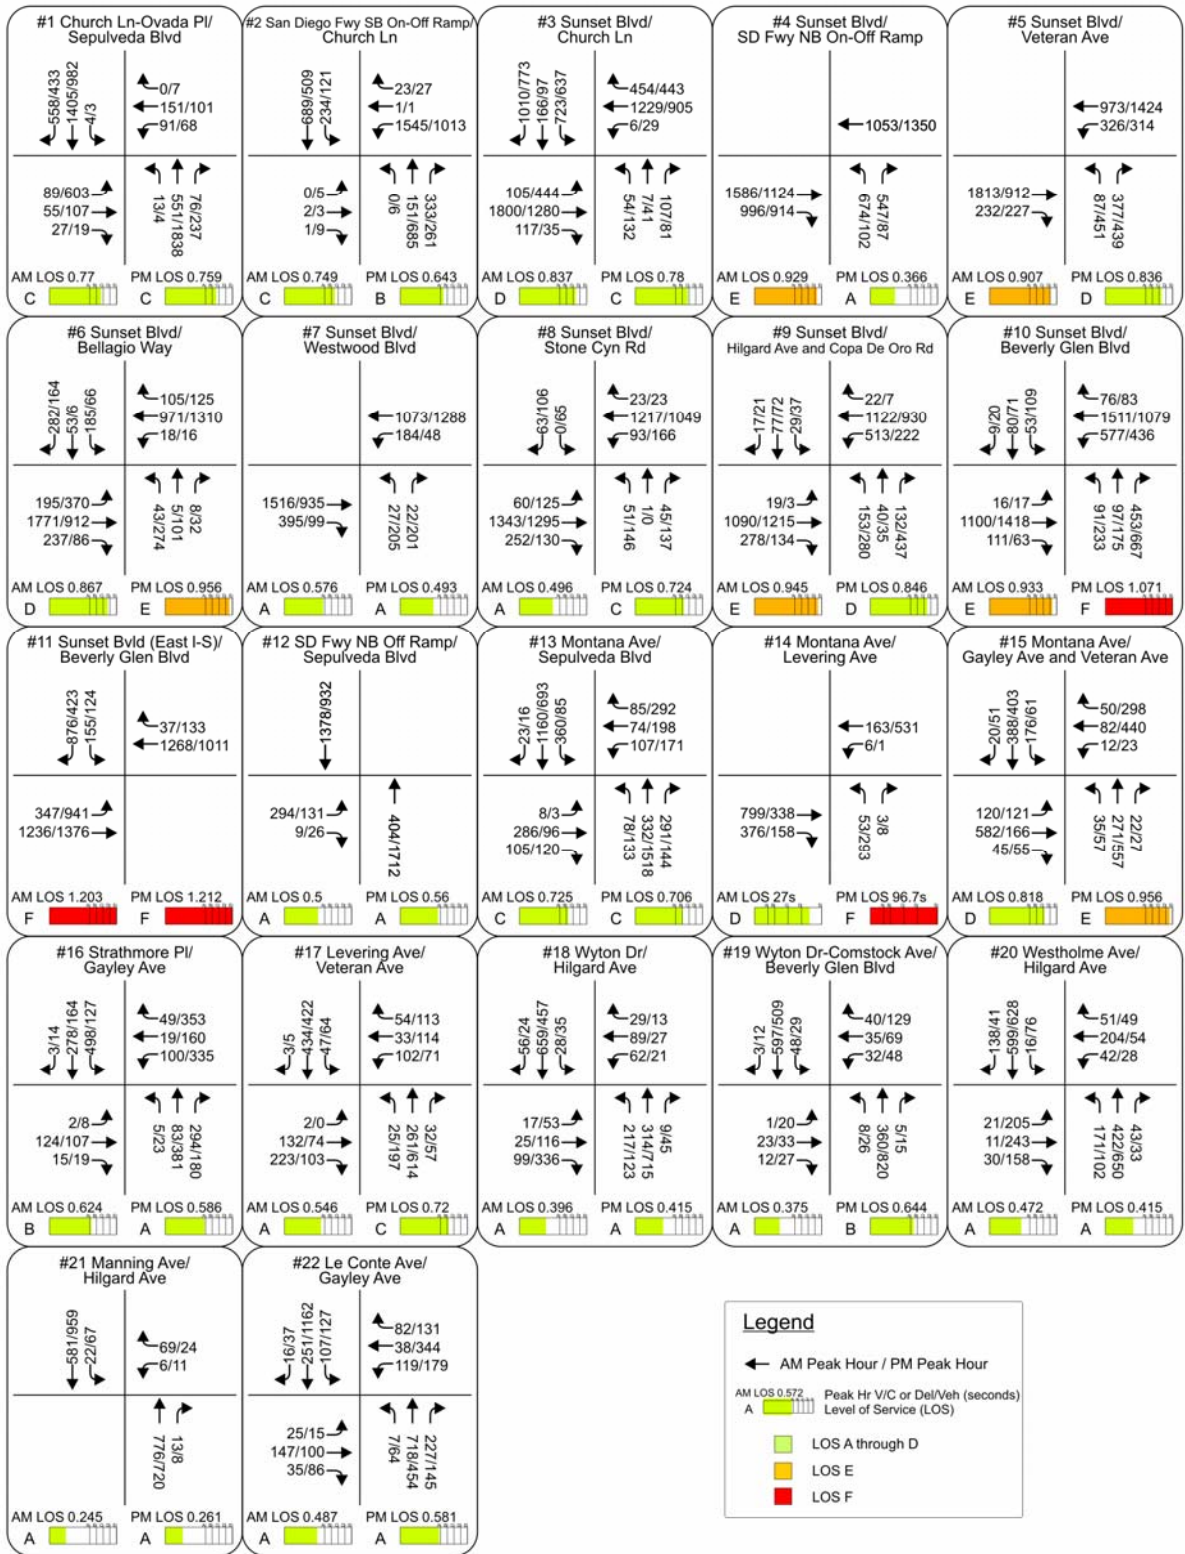 #1 Church Ln-Ovada Pl/
Sepulveda Blvd
558/433
1405/982
4/3
0/7
151/101
91/68
89/603
55/107
27/19
13/4
551/1838
76/237
AM LOS 0.77
PM LOS 0.759
C
C
#2 San Diego Fwy SB On-Off Ramp/
Church Ln
689/509
234/121
23/27
1/1
1545/1013
0/5
2/3
1/9
0/6
151/685
333/261
AM LOS 0.749
PM LOS 0.643
C
B
#3 Sunset Blvd/
Church Ln
1010/773
166/97
723/637
454/443
1229/905
6/29
105/444
1800/1280
117/35
54/132
7/41
107/81
AM LOS 0.837
PM LOS 0.78
D
C
#4 Sunset Blvd/
SD Fwy NB On-Off Ramp
1053/1350
1586/1124
996/914
674/102
547/87
AM LOS 0.929
PM LOS 0.366
E
A
#5 Sunset Blvd/
Veteran Ave
973/1424
326/314
1813/912
232/227
87/451
377/439
AM LOS 0.907
PM LOS 0.836
E
D
#6 Sunset Blvd/
Bellagio Way
282/164
53/6
185/66
105/125
971/1310
18/16
195/370
1771/912
237/86
43/274
5/101
8/32
AM LOS 0.867
PM LOS 0.956
D
E
#7 Sunset Blvd/
Westwood Blvd
1073/1288
184/48
1516/935
395/99
27/205
22/201
AM LOS 0.576
PM LOS 0.493
A
A
#8 Sunset Blvd/
Stone Cyn Rd
63/106
0/66
23/23
1217/1049
93/166
60/125
1343/1295
252/130
51/146
1/0
45/137
AM LOS 0.496
PM LOS 0.724
A
C
#9 Sunset Blvd/
Hilgard Ave and Copa De Oro Rd
17/21
77/72
29/37
22/7
1122/930
513/222
19/3
1090/1215
278/134
153/280
40/35
132/437
AM LOS 0.945
PM LOS 0.846
E
D
#10 Sunset Blvd/
Beverly Glen Blvd
9/20
80/71
53/109
76/83
1511/1079
577/436
16/17
1100/1418
111/63
91/233
97/175
453/667
AM LOS 0.933
PM LOS 1.071
E
F
#11 Sunset Bvld (East I-S)/
Beverly Glen Blvd
876/423
155/124
37/133
1268/1011
347/941
1236/1376
AM LOS 1.203
PM LOS 1.212
F
F
#12 SD Fwy NB Off Ramp/
Sepulveda Blvd
1378/932
294/131
9/26
404/1712
AM LOS 0.5
PM LOS 0.56
A
A
#13 Montana Ave/
Sepulveda Blvd
23/16
1160/693
390/85
85/292
74/198
107/171
8/3
286/96
105/120
78/133
332/1518
291/144
AM LOS 0.725
PM LOS 0.706
C
C
#14 Montana Ave/
Levering Ave
163/531
6/1
799/338
376/158
53/293
3/8
AM LOS 27s
PM LOS 96.7s
D
F
#15 Montana Ave/
Gayley Ave and Veteran Ave
20/51
388/403
176/61
50/298
82/440
12/23
120/121
582/166
45/55
35/57
271/557
22/27
AM LOS 0.818
PM LOS 0.956
D
E
#16 Strathmore Pl/
Gayley Ave
3/14
278/164
498/127
49/353
19/160
100/335
2/8
124/107
15/19
5/23
83/381
294/180
AM LOS 0.624
PM LOS 0.586
B
A
#17 Levering Ave/
Veteran Ave
3/5
434/422
47/64
54/113
33/114
102/71
2/0
132/74
223/103
25/197
261/614
32/57
AM LOS 0.546
PM LOS 0.72
A
C
#18 Wyton Dr/
Hilgard Ave
56/24
659/457
28/35
29/13
89/27
62/21
17/53
25/116
99/336
217/123
314/715
9/45
AM LOS 0.396
PM LOS 0.415
A
A
#19 Wyton Dr-Comstock Ave/
Beverly Glen Blvd
3/12
597/509
48/29
40/129
35/69
32/48
1/20
23/33
12/27
8/26
360/820
5/15
AM LOS 0.375
PM LOS 0.644
A
B
#20 Westholme Ave/
Hilgard Ave
138/41
599/628
16/76
51/49
204/54
42/28
21/205
11/243
30/158
171/102
422/650
43/33
AM LOS 0.472
PM LOS 0.415
A
A
#21 Manning Ave/
Hilgard Ave
581/959
22/67
69/24
6/11
776/720
13/8
AM LOS 0.245
PM LOS 0.261
A
A
#22 Le Conte Ave/
Gayley Ave
16/37
251/1162
107/127
82/131
38/344
119/179
25/15
147/100
35/86
7/64
718/454
227/145
AM LOS 0.487
PM LOS 0.581
A
A
Legend
AM Peak Hour / PM Peak Hour
AM LOS 0.572
A
Peak Hr V/C or Del/Veh (seconds)
Level of Service (LOS)
LOS A through D
LOS E
LOS F